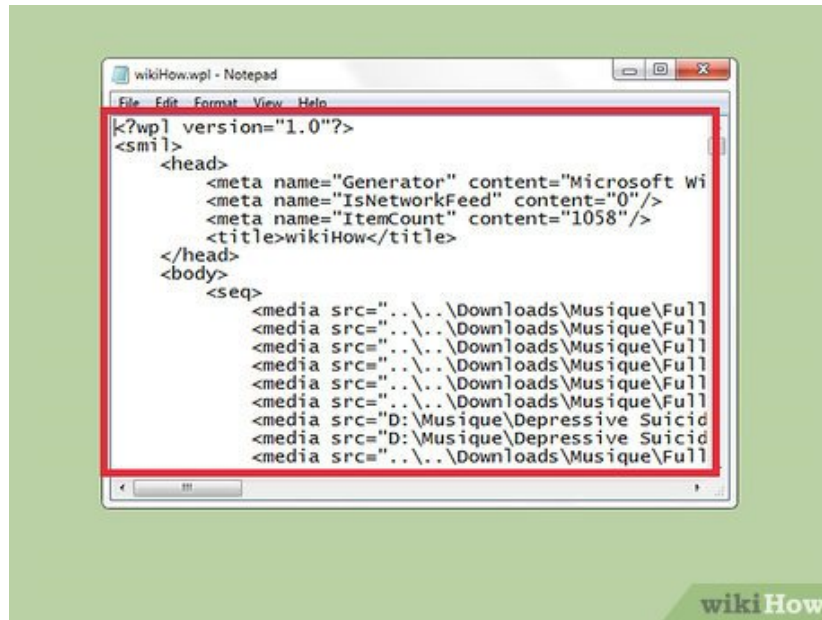 wikiHow.wpl - Notepad
File Edit Format View Help
<?wpl version="1.0"?>
<smil>
<head>
<meta name="Generator" content="Microsoft Wi
<meta name="IsNetworkFeed" content="0"/>
<meta name="ItemCount" content="1058"/>
<title>wikiHow</title>
</head>
<body>
<seq>
<media src="..\..\Downloads\Musique\Full
<media src="..\..\Downloads\Musique\Full
<media src="..\..\Downloads\Musique\Full
<media src="..\..\Downloads\Musique\Full
<media src="..\..\Downloads\Musique\Full
<media src="..\..\Downloads\Musique\Full
<media src="D:\Musique\Depressive Suicid
<media src="D:\Musique\Depressive Suicid
<media src="..\..\Downloads\Musique\Full
wikiHow